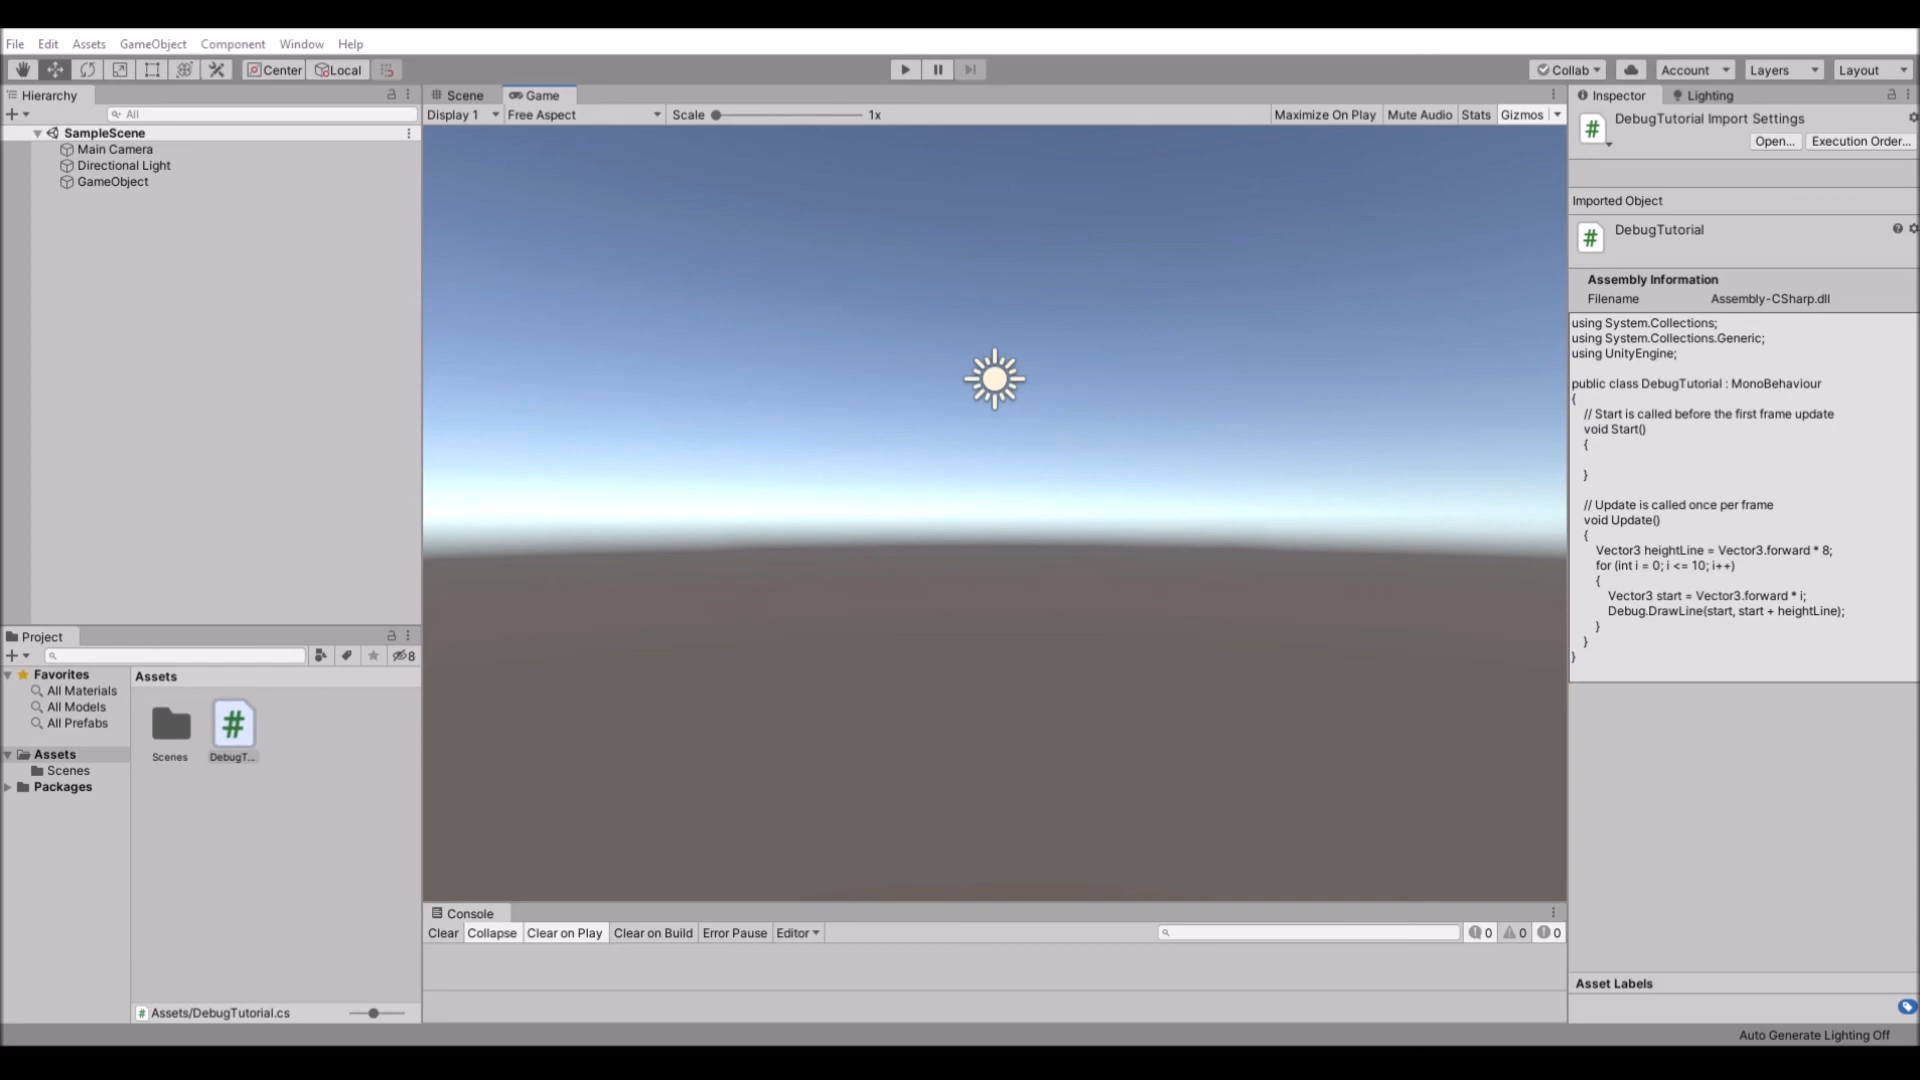 File Edit Assets GameObject Component Window Help
Center Local Collab Account Layers Layout
Hierarchy
All
SampleScene
Main Camera
Directional Light
GameObject
Scene Game
Display 1 Free Aspect Scale 1x Maximize On Play Mute Audio Stats Gizmos
Inspector Lighting
DebugTutorial Import Settings
Open... Execution Order...
Imported Object
# DebugTutorial
Assembly Information
Filename Assembly-CSharp.dll
using System.Collections;
using System.Collections.Generic;
using UnityEngine;
public class DebugTutorial : MonoBehaviour
{
// Start is called before the first frame update
void Start()
{
}
// Update is called once per frame
void Update()
{
Vector3 heightLine = Vector3.forward * 8;
for (int i = 0; i <= 10; i++)
{
Vector3 start = Vector3.forward * i;
Debug.DrawLine(start, start + heightLine);
}
}
}
Asset Labels
Project
8
Favorites
All Materials
All Models
All Prefabs
Assets
Scenes
Packages
Assets
Scenes DebugT...
Assets/DebugTutorial.cs
Console
Clear Collapse Clear on Play Clear on Build Error Pause Editor 0 0 0
Auto Generate Lighting Off